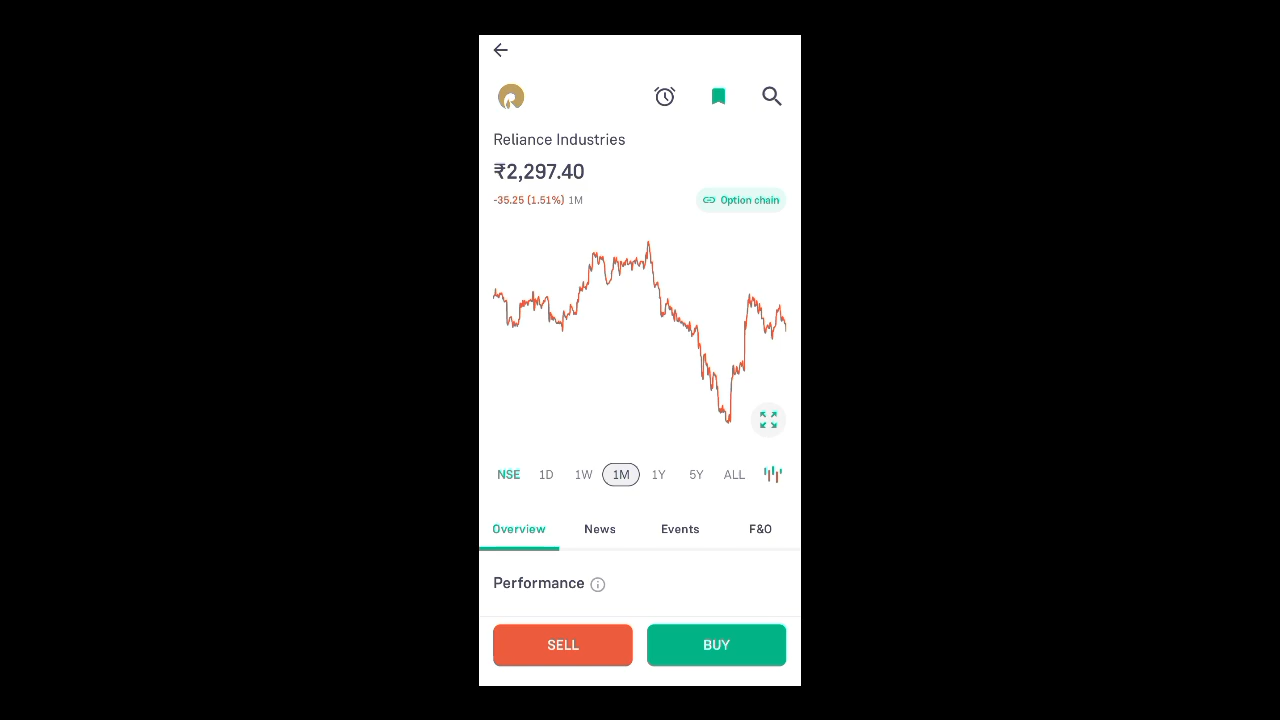 Reliance Industries
₹2,297.40
-35.25 (1.51%) 1M
Option chain
NSE 1D 1W 1M 1Y 5Y ALL
Overview News Events F&O
Performance
SELL BUY